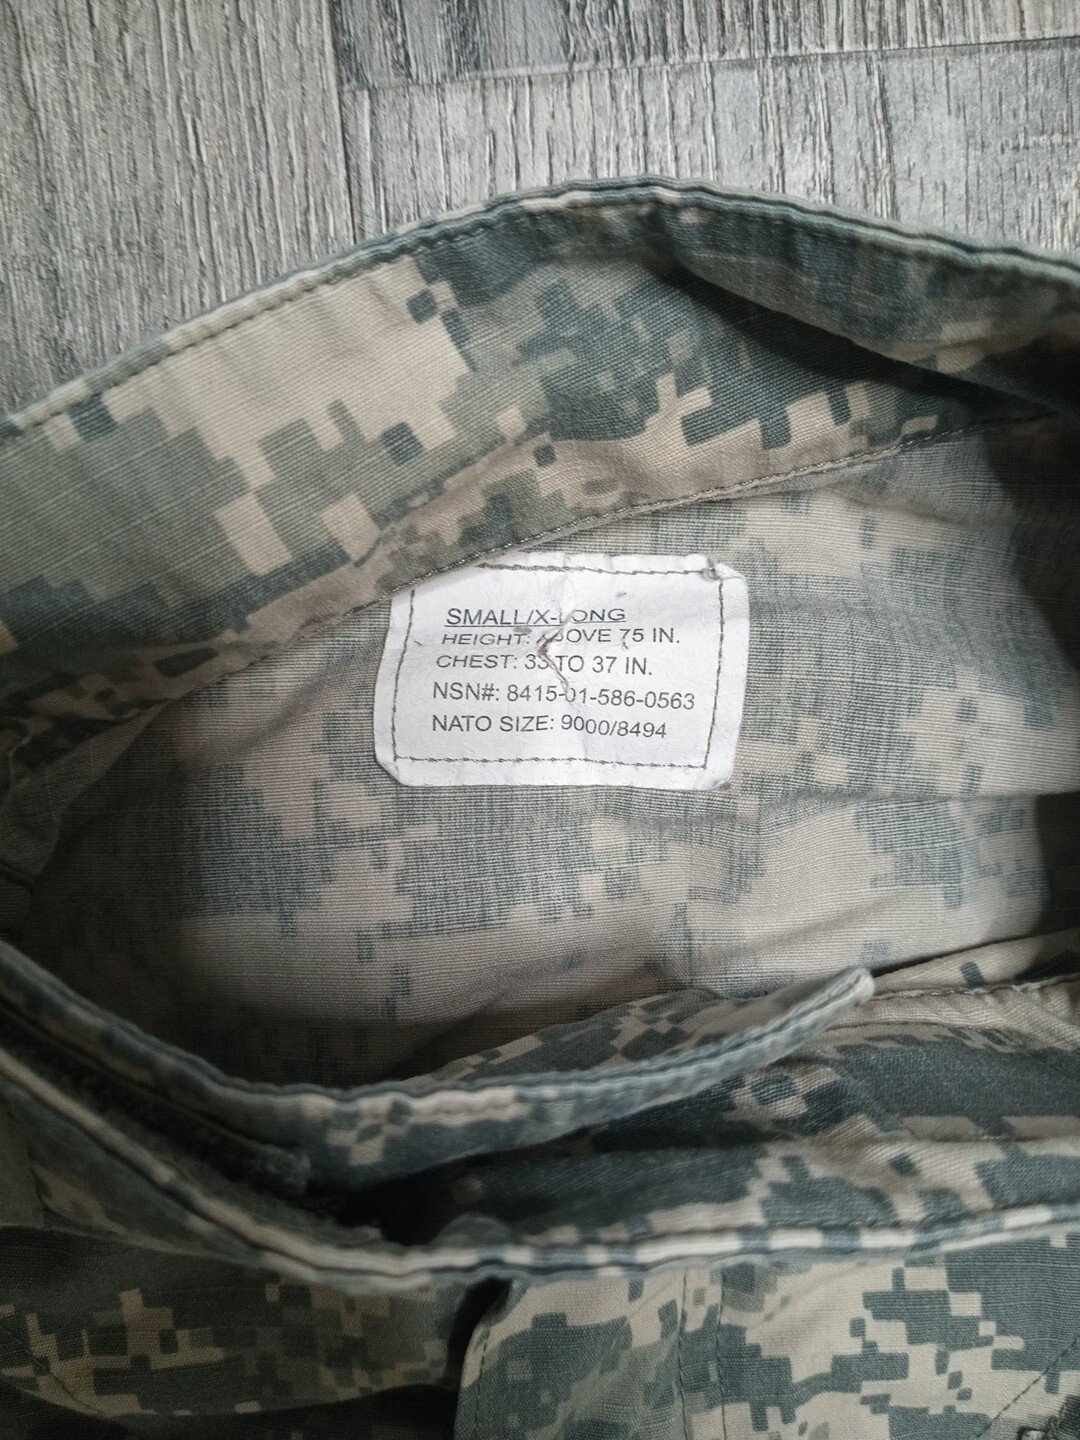 SMALL/X-LONG
HEIGHT: ABOVE 75 IN.
CHEST: 33 TO 37 IN.
NSN#: 8415-01-586-0563
NATO SIZE: 9000/8494